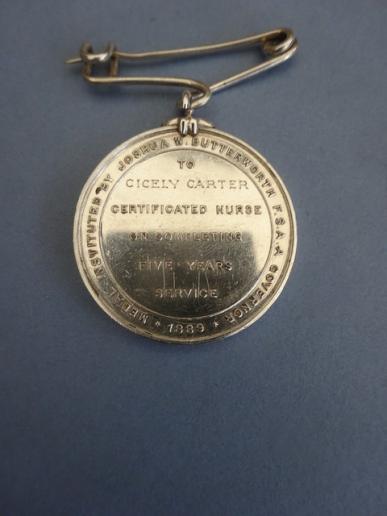 MEDAL INSTITUTED BY JOSHUA W. BUTTERWORTH F.S.A. A GOVERNOR
* 1889 *
TO
CICELY CARTER
CERTIFICATED NURSE
ON COMPLETING
FIVE YEARS
SERVICE